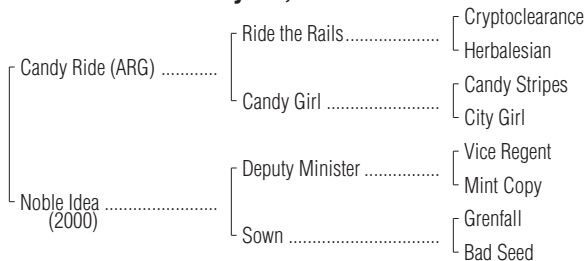 Cryptoclearance
Ride the Rails..................
Herbalesian
Candy Ride (ARG) ............
Candy Stripes
Candy Girl ........................
City Girl
Vice Regent
Deputy Minister ................
Mint Copy
Noble Idea ........................
(2000)
Grenfall
Sown ................................
Bad Seed